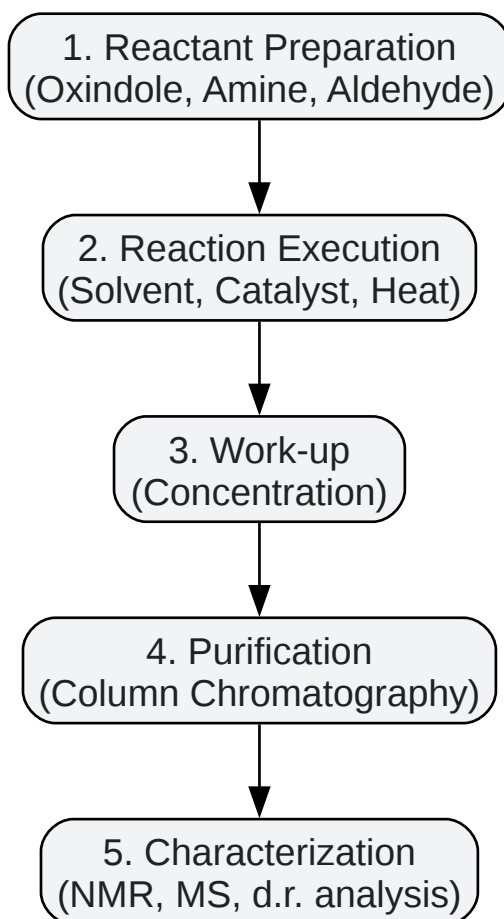 1. Reactant Preparation
(Oxindole, Amine, Aldehyde)
2. Reaction Execution
(Solvent, Catalyst, Heat)
3. Work-up
(Concentration)
4. Purification
(Column Chromatography)
5. Characterization
(NMR, MS, d.r. analysis)